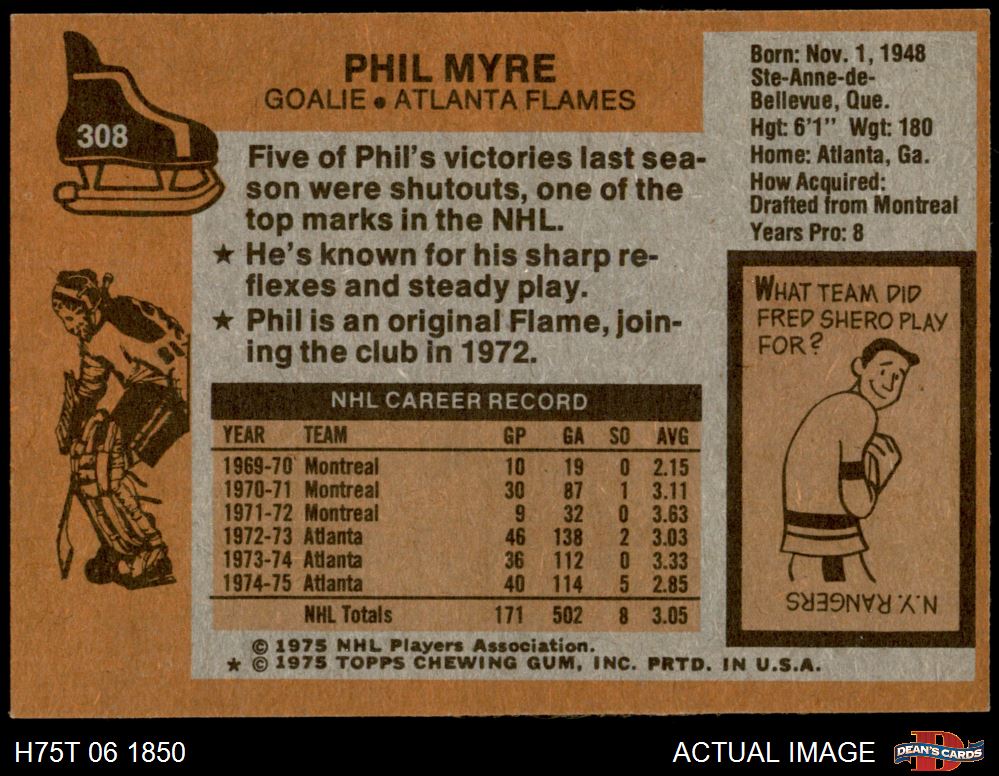 308
PHIL MYRE
GOALIE • ATLANTA FLAMES
Five of Phil's victories last sea-
son were shutouts, one of the
top marks in the NHL.
★ He's known for his sharp re-
flexes and steady play.
★ Phil is an original Flame, join-
ing the club in 1972.
NHL CAREER RECORD
YEAR TEAM GP GA SO AVG
1969-70 Montreal 10 19 0 2.15
1970-71 Montreal 30 87 1 3.11
1971-72 Montreal 9 32 0 3.63
1972-73 Atlanta 46 138 2 3.03
1973-74 Atlanta 36 112 0 3.33
1974-75 Atlanta 40 114 5 2.85
NHL Totals 171 502 8 3.05
© 1975 NHL Players Association.
★ © 1975 TOPPS CHEWING GUM, INC. PRTD. IN U.S.A.
Born: Nov. 1, 1948
Ste-Anne-de-
Bellevue, Que.
Hgt: 6'1" Wgt: 180
Home: Atlanta, Ga.
How Acquired:
Drafted from Montreal
Years Pro: 8
WHAT TEAM DID
FRED SHERO PLAY
FOR?
N.Y. RANGERS
H75T 06 1850
ACTUAL IMAGE
DEAN'S CARDS